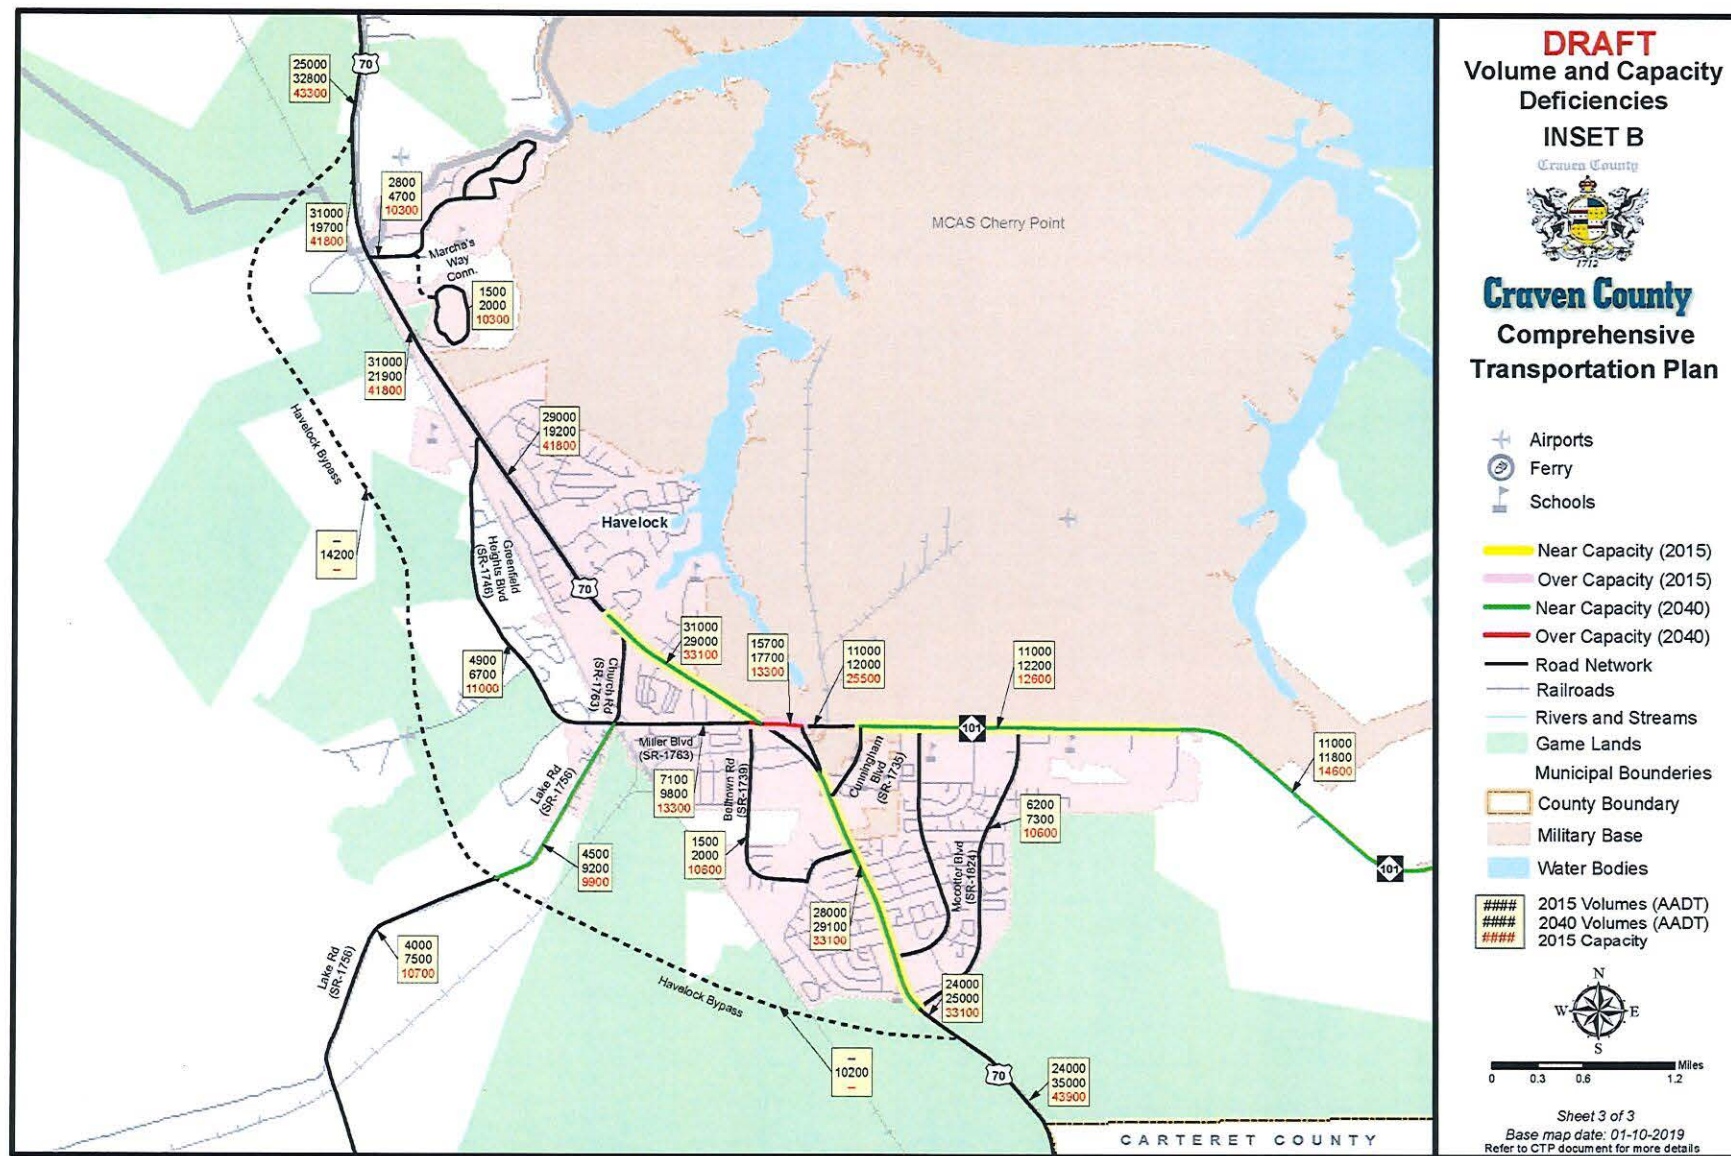 DRAFT
Volume and Capacity
Deficiencies
INSET B
Craven County
1712
Craven County
Comprehensive
Transportation Plan
Airports
Ferry
Schools
Near Capacity (2015)
Over Capacity (2015)
Near Capacity (2040)
Over Capacity (2040)
Road Network
Railroads
Rivers and Streams
Game Lands
Municipal Bounderies
County Boundary
Military Base
Water Bodies
####
####
####
2015 Volumes (AADT)
2040 Volumes (AADT)
2015 Capacity
N
W
E
S
Miles
0 0.3 0.6 1.2
Sheet 3 of 3
Base map date: 01-10-2019
Refer to CTP document for more details
70
25000
32800
43300
2800
4700
10300
31000
19700
41800
Marcha's
Way
Conn.
1500
2000
10300
MCAS Cherry Point
31000
21900
41800
29000
19200
41800
Havelock Bypass
–
14200
–
Havelock
Greenfield
Heights Blvd
(SR-1746)
70
4900
6700
11000
Church Rd
(SR-1763)
31000
29000
33100
15700
17700
13300
11000
12000
25500
11000
12200
12600
101
Miller Blvd
(SR-1763)
7100
9800
13300
Belltown Rd
(SR-1739)
Cunningham
Blvd
(SR-1735)
11000
11800
14600
101
Lake Rd
(SR-1756)
4500
9200
9900
1500
2000
10600
6200
7300
10600
Mccotter Blvd
(SR-1824)
28000
29100
33100
Lake Rd
(SR-1756)
4000
7500
10700
Havelock Bypass
24000
25000
33100
–
10200
–
70
24000
35000
43900
CARTERET COUNTY